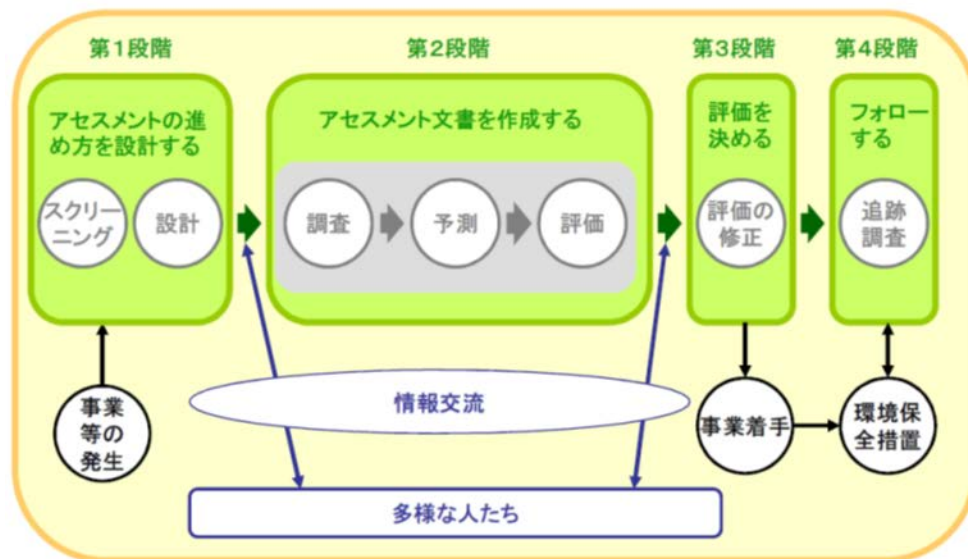 第1段階
第2段階
第3段階
第4段階
アセスメントの進
め方を設計する
スクリー
ニング
設計
アセスメント文書を作成する
調査
予測
評価
評価を
決める
評価の
修正
フォロー
する
追跡
調査
事業
等の
発生
情報交流
事業着手
環境保
全措置
多様な人たち